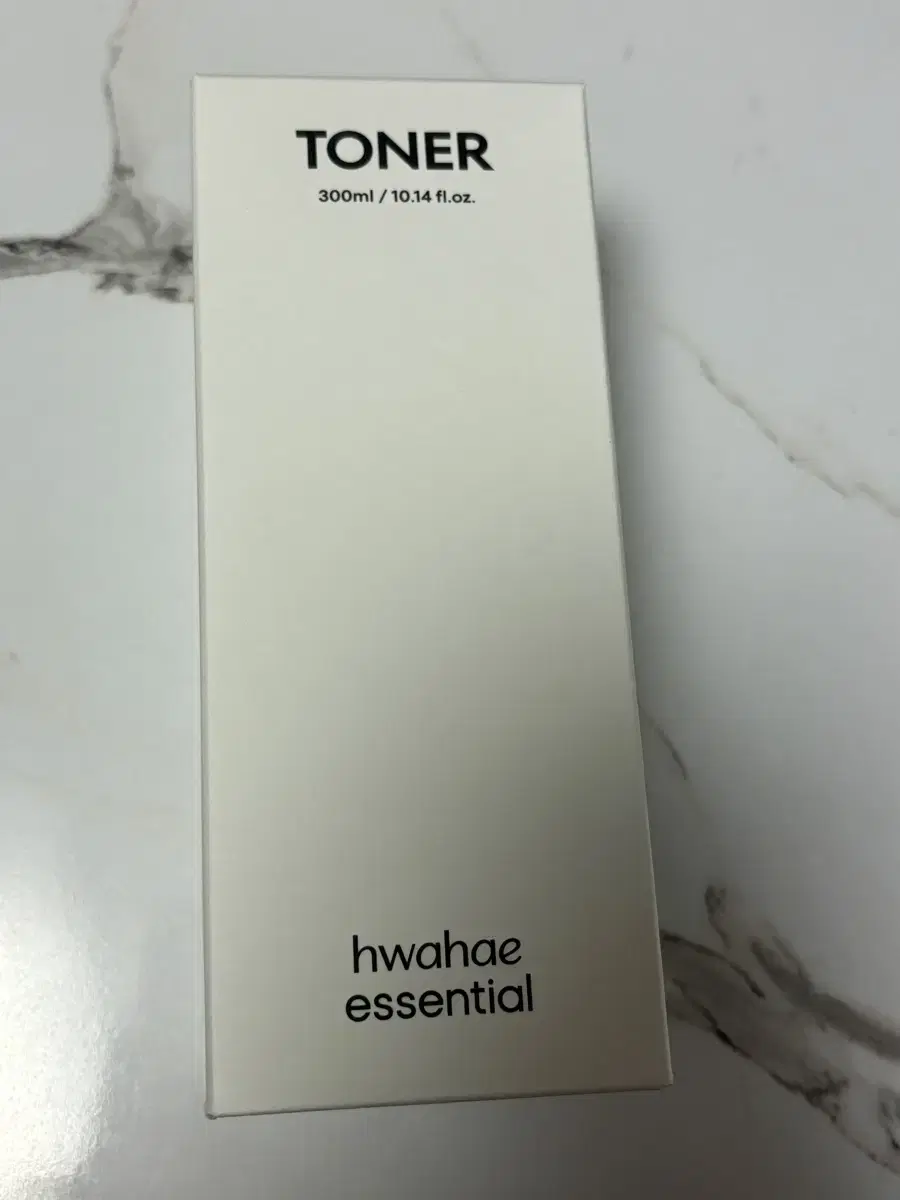 TONER
300ml / 10.14 fl.oz.
hwahae
essential